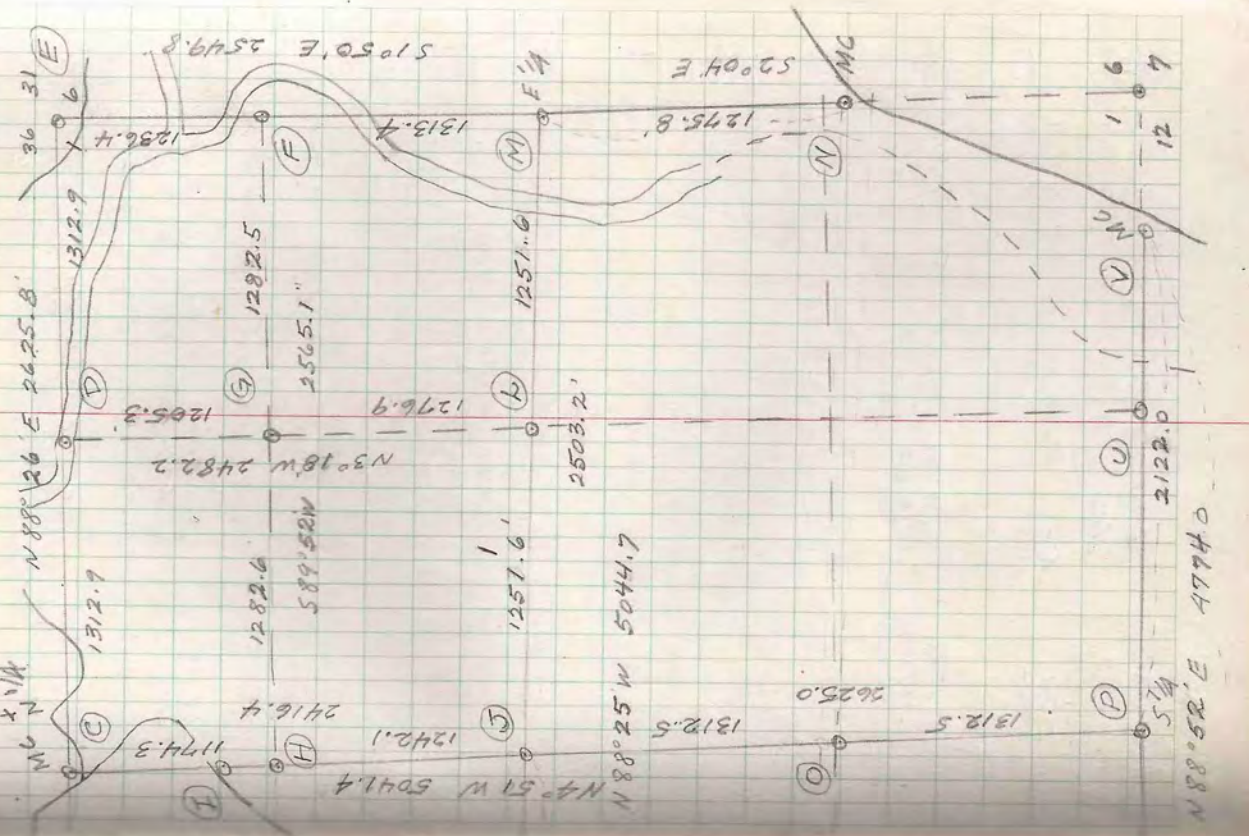 36 31
E
1 6
N 88° 26' E 2625.8'
1312.9
1312.9
N 1/4
MC
C
D
1236.4
S 1° 50' E 2549.8
F
1282.5
G
1265.3
2565.1"
1282.6
S 89° 52 W
N 3° 18' W 2482.2
1174.3
I
H
2416.4
1313.4
E 1/4
M
1251.6
L
1276.9
2503.2'
1251.6'
J
1242.1
N 4° 51' W 5041.4
N 88° 25' W 5044.7
S 2° 04' E
1275.8'
MC
N
1312.5
2625.0
O
1312.5
1 6
12 7
MC
V
U
2122.0
P
S 1/4
N 88° 52' E 4774.0